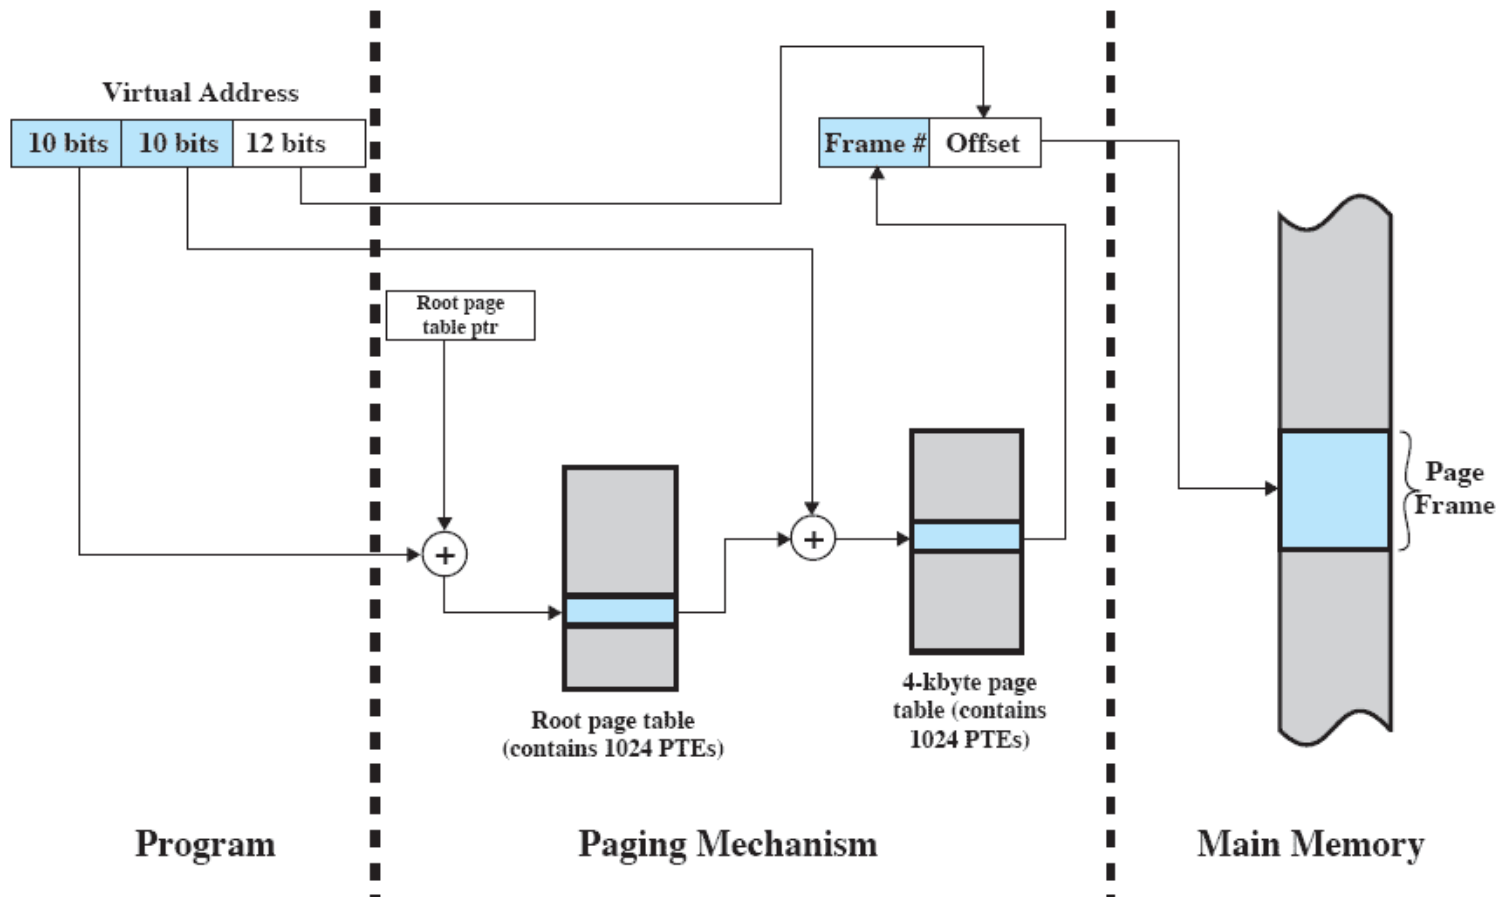 Virtual Address
10 bits 10 bits 12 bits
Frame # Offset
Root page
table ptr
+
+
Root page table
(contains 1024 PTEs)
4-kbyte page
table (contains
1024 PTEs)
Page
Frame
Program Paging Mechanism Main Memory